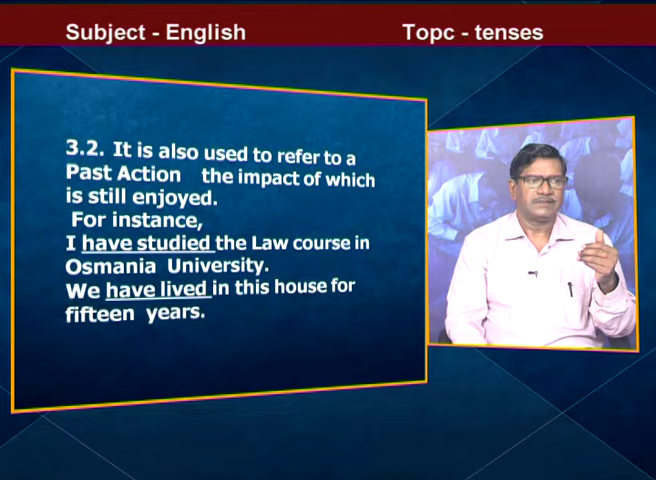 Subject - English
Topc - tenses
3.2. It is also used to refer to a
Past Action the impact of which
is still enjoyed.
For instance,
I have studied the Law course in
Osmania University.
We have lived in this house for
fifteen years.